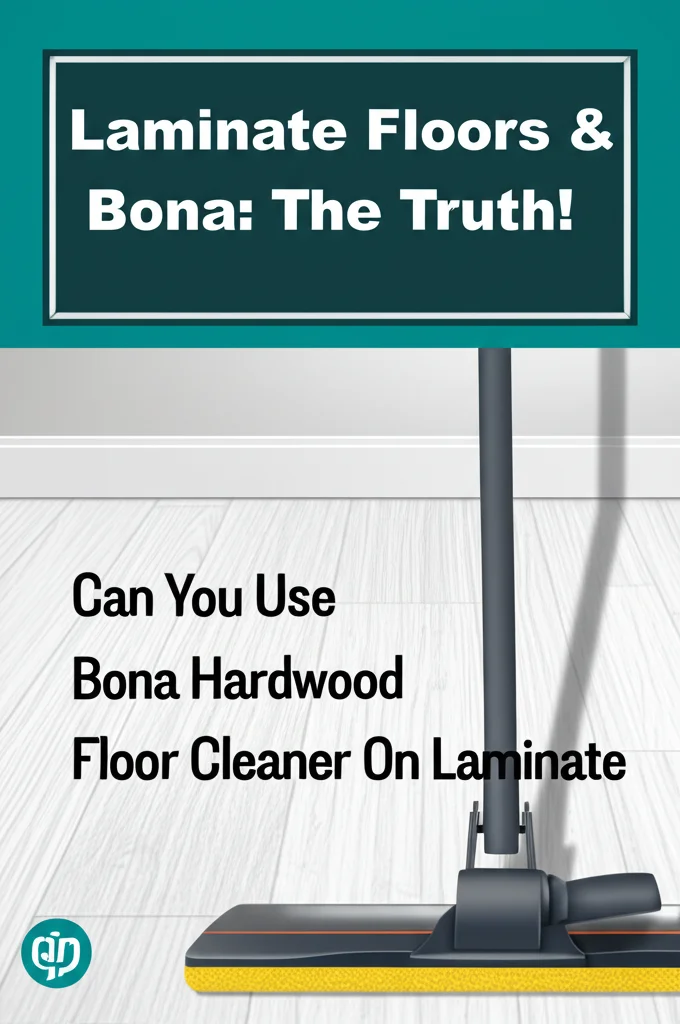 Laminate Floors &
Bona: The Truth!
Can You Use
Bona Hardwood
Floor Cleaner On Laminate